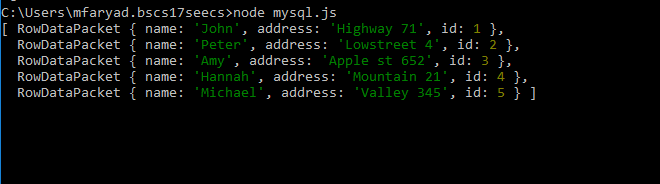 C:\Users\mfaryad.bscs17seecs>node mysql.js
[ RowDataPacket { name: 'John', address: 'Highway 71', id: 1 },
  RowDataPacket { name: 'Peter', address: 'Lowstreet 4', id: 2 },
  RowDataPacket { name: 'Amy', address: 'Apple st 652', id: 3 },
  RowDataPacket { name: 'Hannah', address: 'Mountain 21', id: 4 },
  RowDataPacket { name: 'Michael', address: 'Valley 345', id: 5 } ]